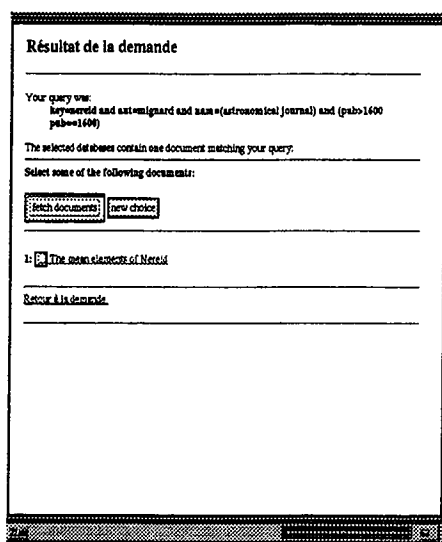 Résultat de la demande
Your query was:
key=nereid and aut=mignard and nam=(astronomical journal) and (pub>1600
pub==1600)
The selected databases contain one document matching your query:
Select some of the following documents:
fetch documents new choice
1: The mean elements of Nereid
Retour à la demande